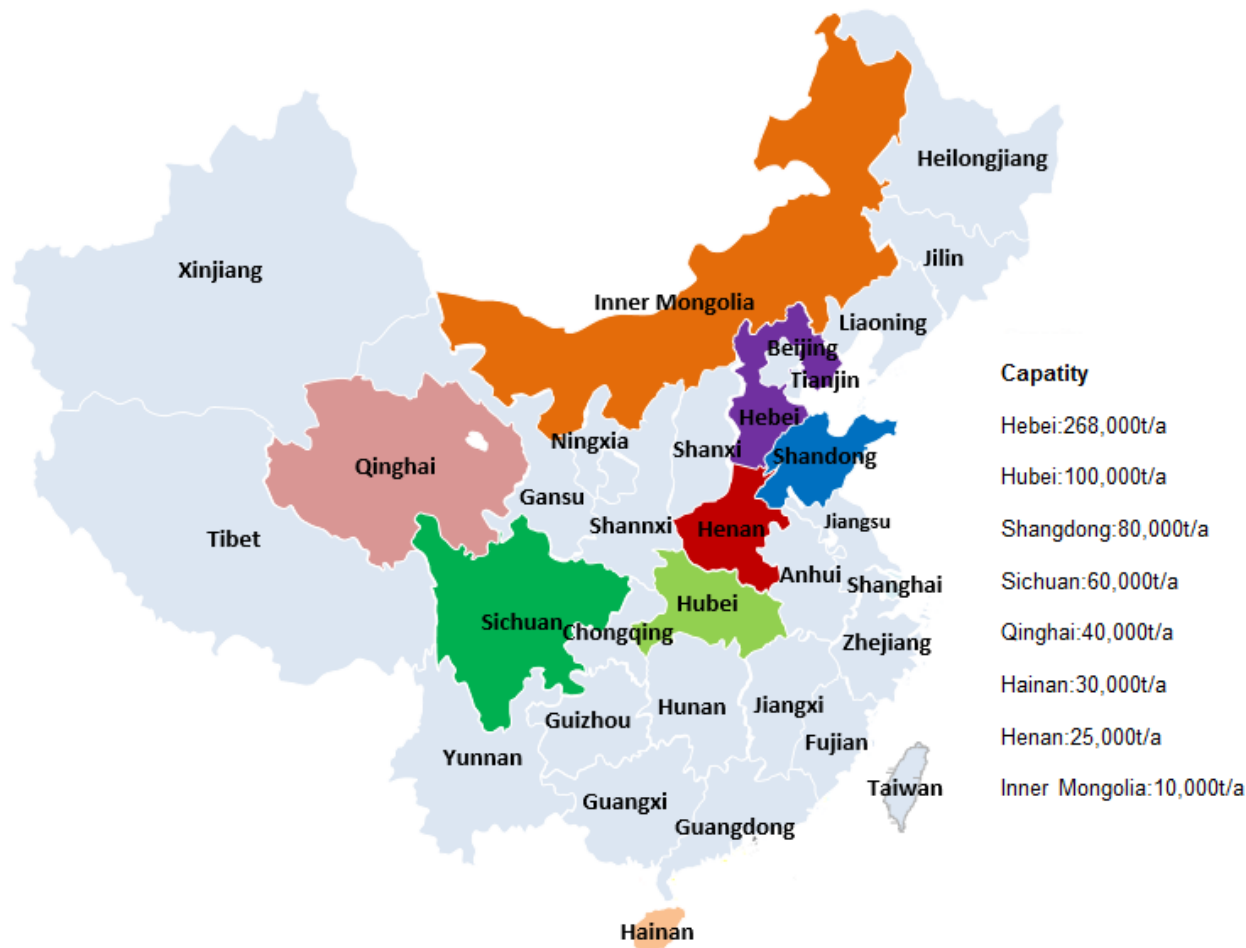 Heilongjiang
Jilin
Xinjiang
Inner Mongolia
Liaoning
Beijing
Tianjin
Hebei
Ningxia
Shanxi
Shandong
Qinghai
Gansu
Shannxi
Henan
Jiangsu
Tibet
Anhui
Shanghai
Hubei
Sichuan
Chongqing
Zhejiang
Hunan
Jiangxi
Guizhou
Fujian
Yunnan
Taiwan
Guangxi
Guangdong
Hainan
Capatity
Hebei:268,000t/a
Hubei:100,000t/a
Shangdong:80,000t/a
Sichuan:60,000t/a
Qinghai:40,000t/a
Hainan:30,000t/a
Henan:25,000t/a
Inner Mongolia:10,000t/a